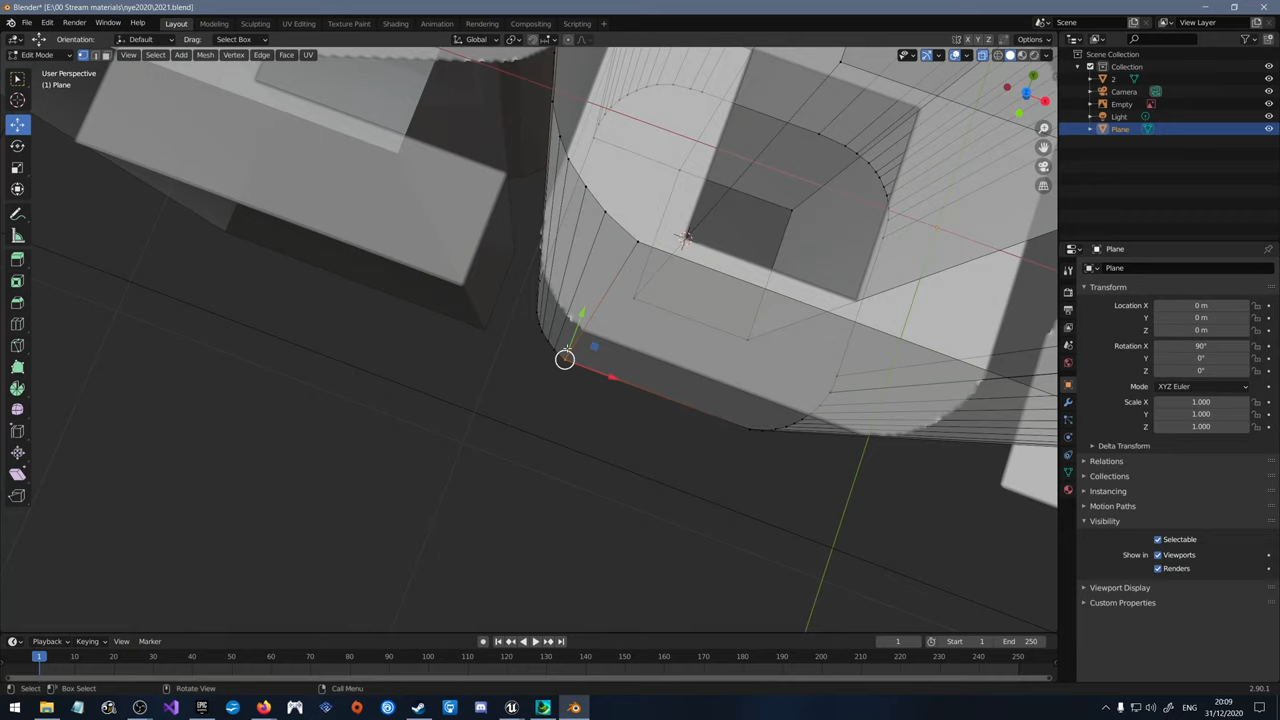 Blender* [E:\00 Stream materials\nye2020\2021.blend]
File Edit Render Window Help Layout Modeling Sculpting UV Editing Texture Paint Shading Animation Rendering Compositing Scripting Scene View Layer
Orientation: Default Drag: Select Box Global Options
Edit Mode View Select Add Mesh Vertex Edge Face UV X Y Z
User Perspective
(1) Plane
Scene Collection
Collection
2
Camera
Empty
Light
Plane
Plane
Plane
Transform
Location X 0 m
Y 0 m
Z 0 m
Rotation X 90°
Y 0°
Z 0°
Mode XYZ Euler
Scale X 1.000
Y 1.000
Z 1.000
Delta Transform
Relations
Collections
Instancing
Motion Paths
Visibility
Selectable
Show in Viewports
Renders
Viewport Display
Custom Properties
Playback Keying View Marker 1 Start 1 End 250
1 10 20 30 40 50 60 70 80 90 100 110 120 130 140 150 160 170 180 190 200 210 220 230 240 250
Select Box Select Rotate View Call Menu 2.90.1
ENG 20:09
31/12/2020